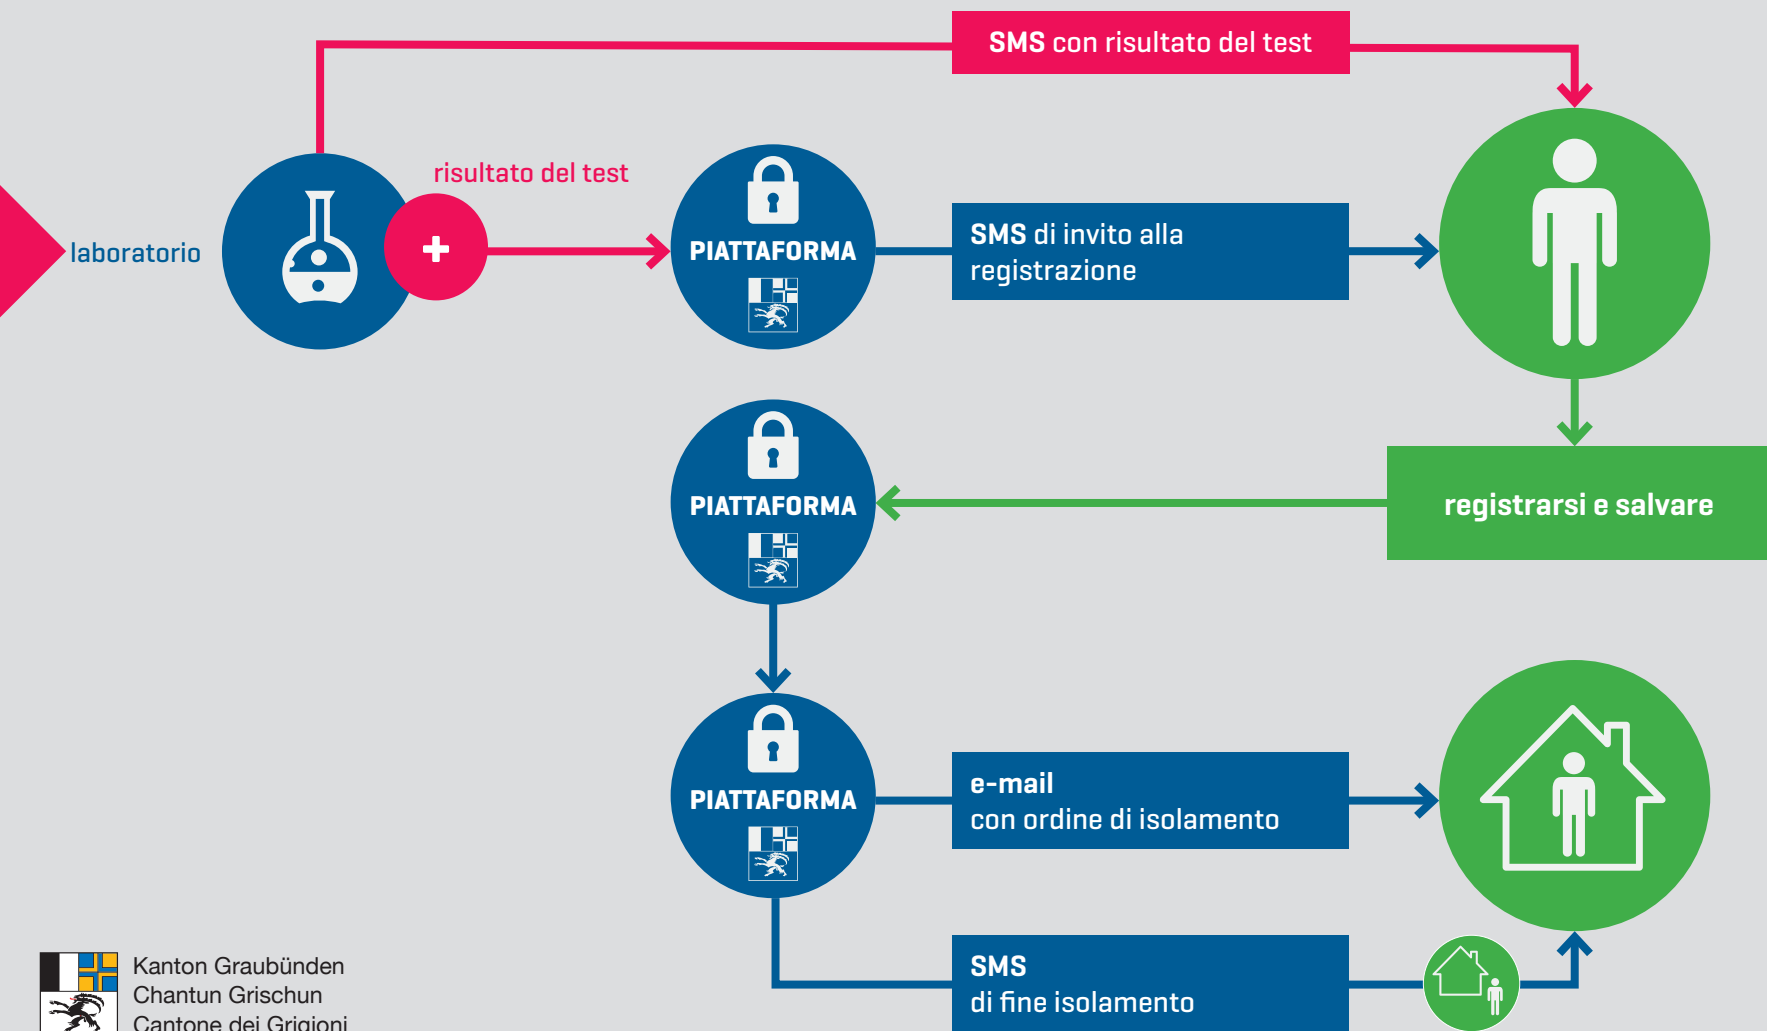 SMS con risultato del test
risultato del test
laboratorio
PIATTAFORMA
SMS di invito alla
registrazione
PIATTAFORMA
registrarsi e salvare
PIATTAFORMA
e-mail
con ordine di isolamento
SMS
di fine isolamento
Kanton Graubünden
Chantun Grischun
Cantone dei Grigioni